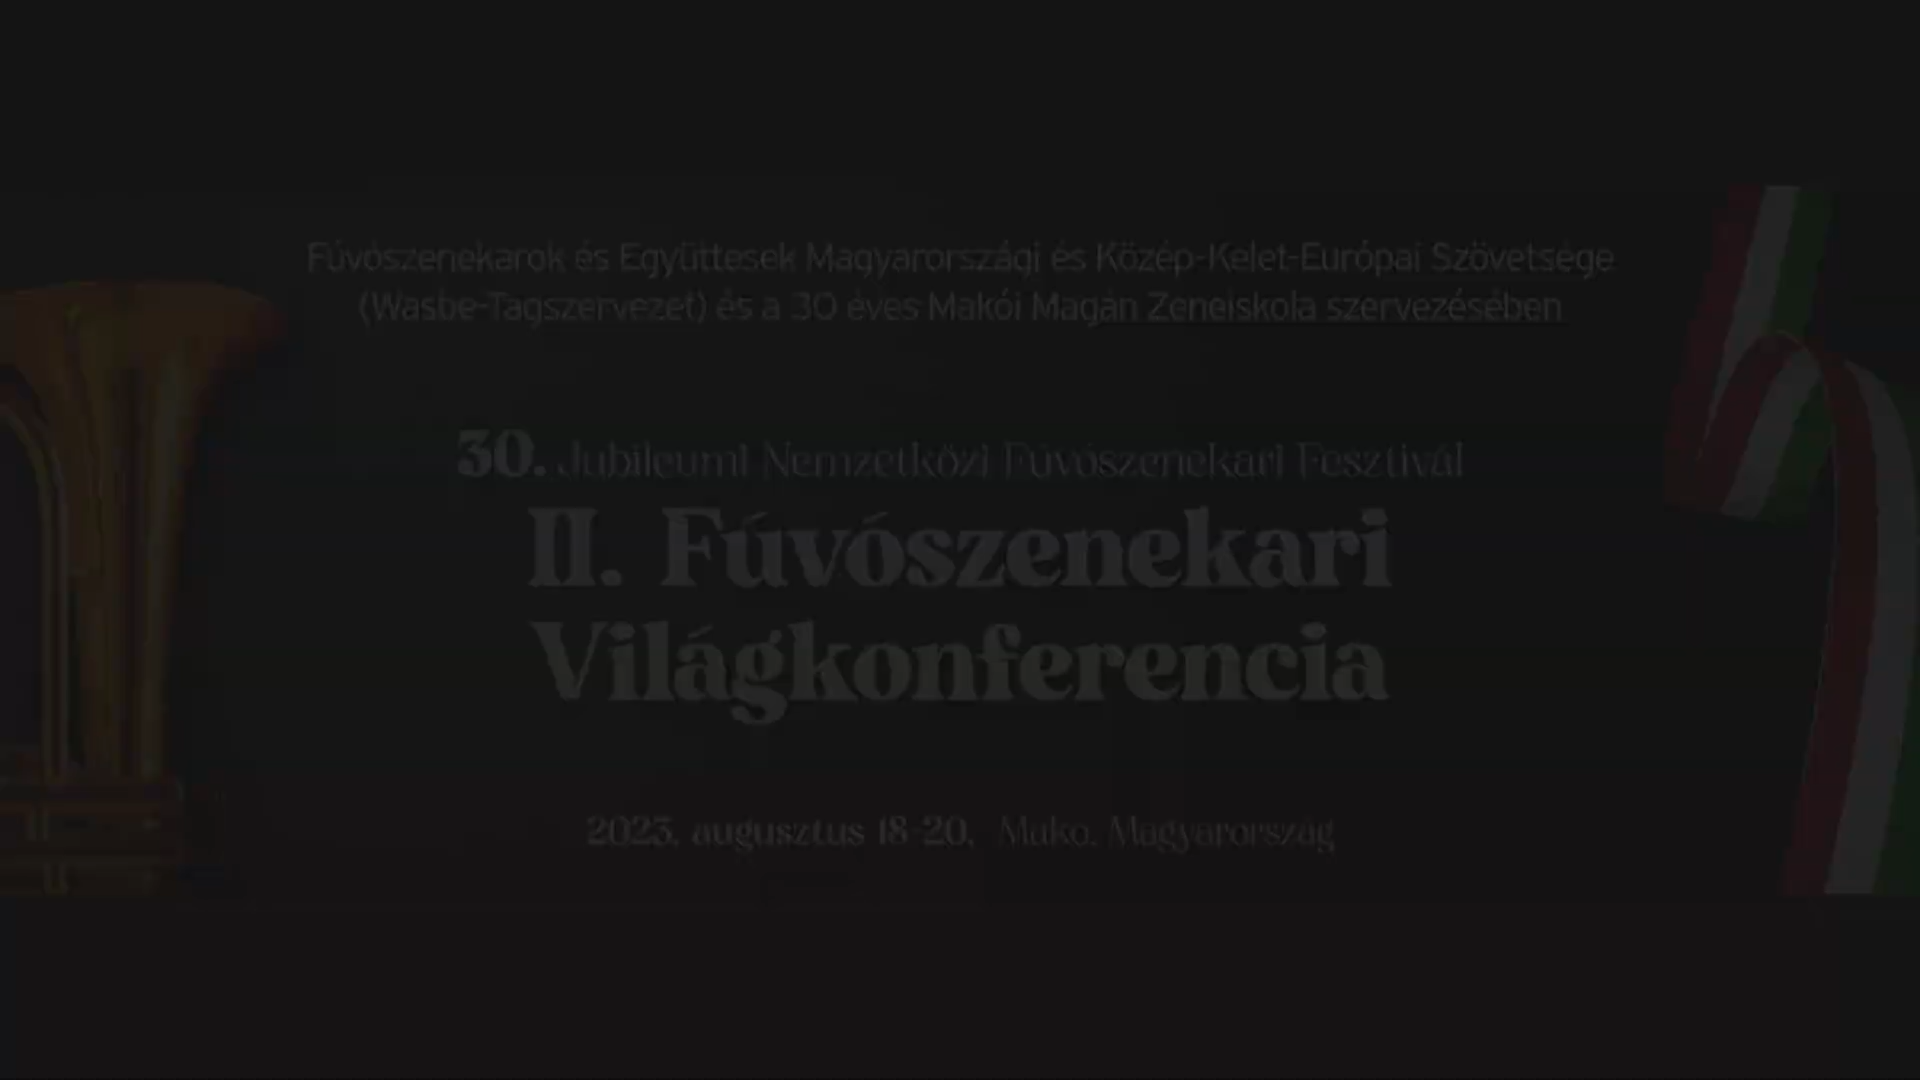 Fúvószenekarok és Együttesek Magyarországi és Közép-Kelet-Európai Szövetsége
(Wasbe-Tagszervezet) és a 30 éves Makói Magán Zeneiskola szervezésében
30. Jubileumi Nemzetközi Fúvószenekari Fesztivál
II. Fúvószenekari
Világkonferencia
2023. augusztus 18-20, Makó, Magyarország